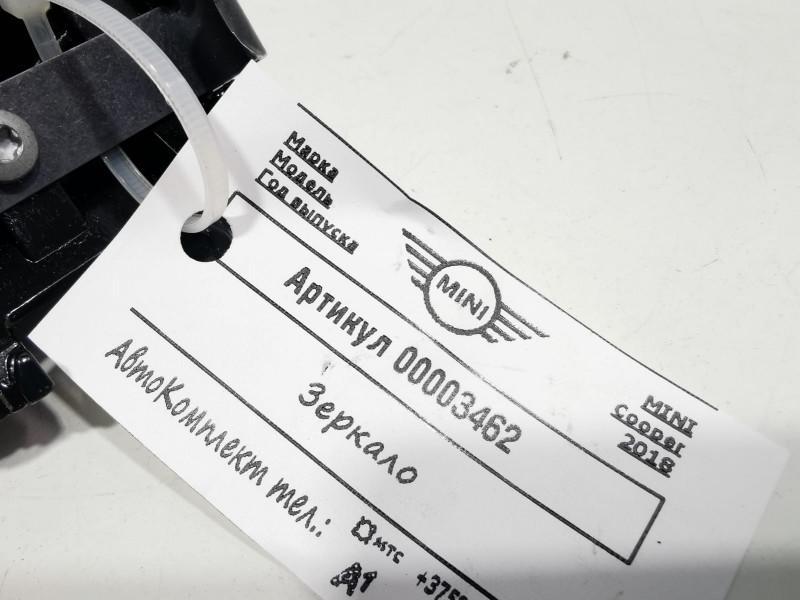 Марка
Модель
Год выпуска
MINI
MINI
Cooper
2018
Артикул 00003462
Зеркало
АвтоКомплект тел.:
мтс
A1